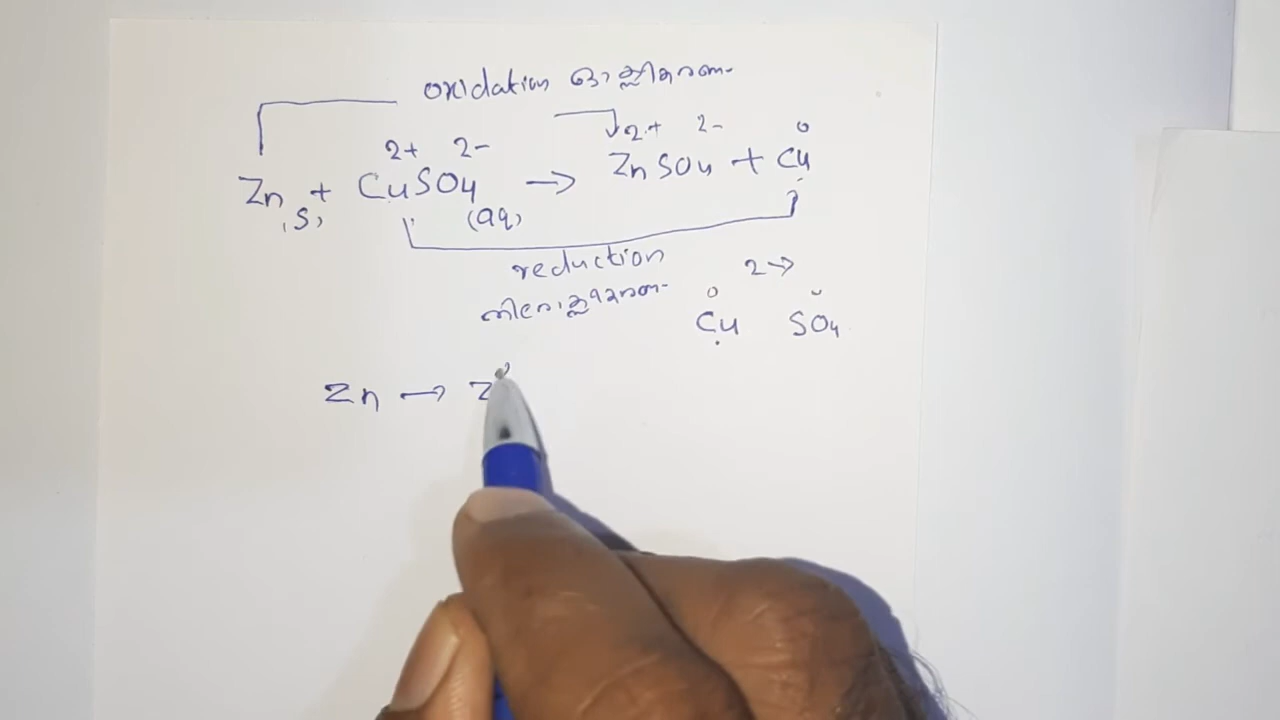 oxidation ഓക്സീകരണം
2+ 2- 2+ 2- 0
Zn(s) + CuSO4(aq) → ZnSO4 + Cu
reduction
2→
നിരോക്സീകരണം
Cu SO4
Zn → Z